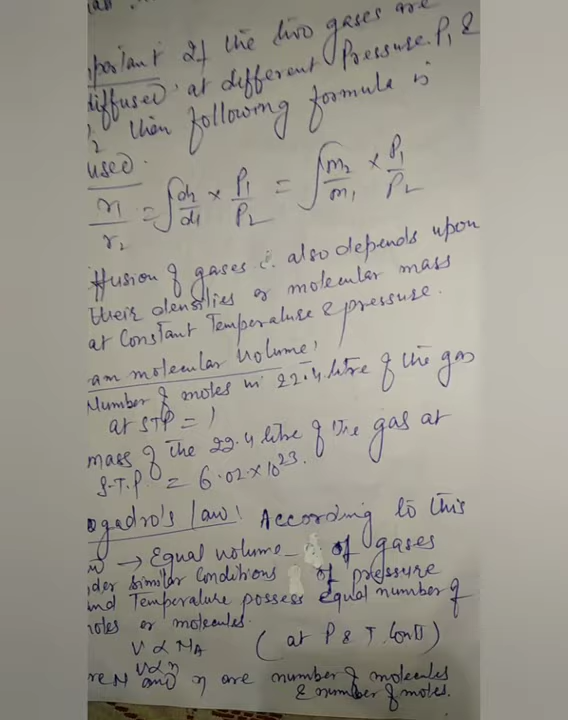 portant If the two gases are
diffused at different Pressure P1 &
2 then following formula is
used.
r1/r2 = √d2/d1 × P1/P2 = √m2/m1 × P1/P2
ffusion of gases is also depends upon
their densities or molecular mass
at Constant Temperature & pressure.
am molecular Volume:
Number of moles in 22.4 litre of the gas
at STP = 1
mass of the 22.4 litre of the gas at
S.T.P. = 6.02 × 10^23.
ogadro's law: According to this
w → Equal volume of gases
der similar Conditions of pressure
and Temperature possess equal number of
moles or molecules.
V ∝ NA (at P & T. Const)
V ∝ n
re N and n are number of molecules
& number of moles.